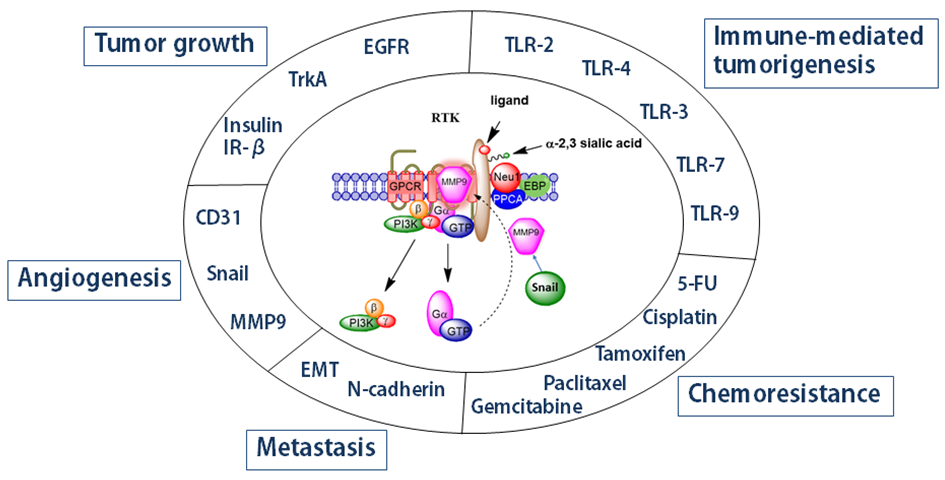 Tumor growth
EGFR
TrkA
Insulin
IR-β
TLR-2
TLR-4
TLR-3
TLR-7
TLR-9
Immune-mediated
tumorigenesis
CD31
Snail
MMP9
Angiogenesis
EMT
N-cadherin
Metastasis
5-FU
Cisplatin
Tamoxifen
Paclitaxel
Gemcitabine
Chemoresistance
ligand
RTK
α-2,3 sialic acid
GPCR
MMP9
Neu1
EBP
PPCA
β
γ
PI3K
Gα
GTP
MMP9
Snail
β
γ
PI3K
Gα
GTP